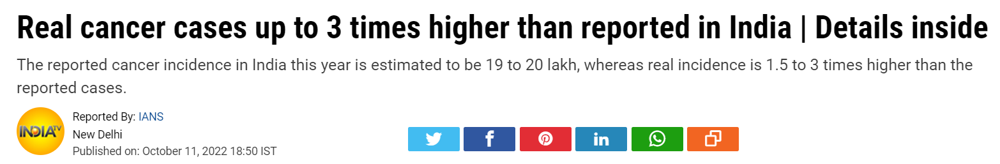 Real cancer cases up to 3 times higher than reported in India | Details inside
The reported cancer incidence in India this year is estimated to be 19 to 20 lakh, whereas real incidence is 1.5 to 3 times higher than the
reported cases.
INDIA TV
Reported By: IANS
New Delhi
Published on: October 11, 2022 18:50 IST